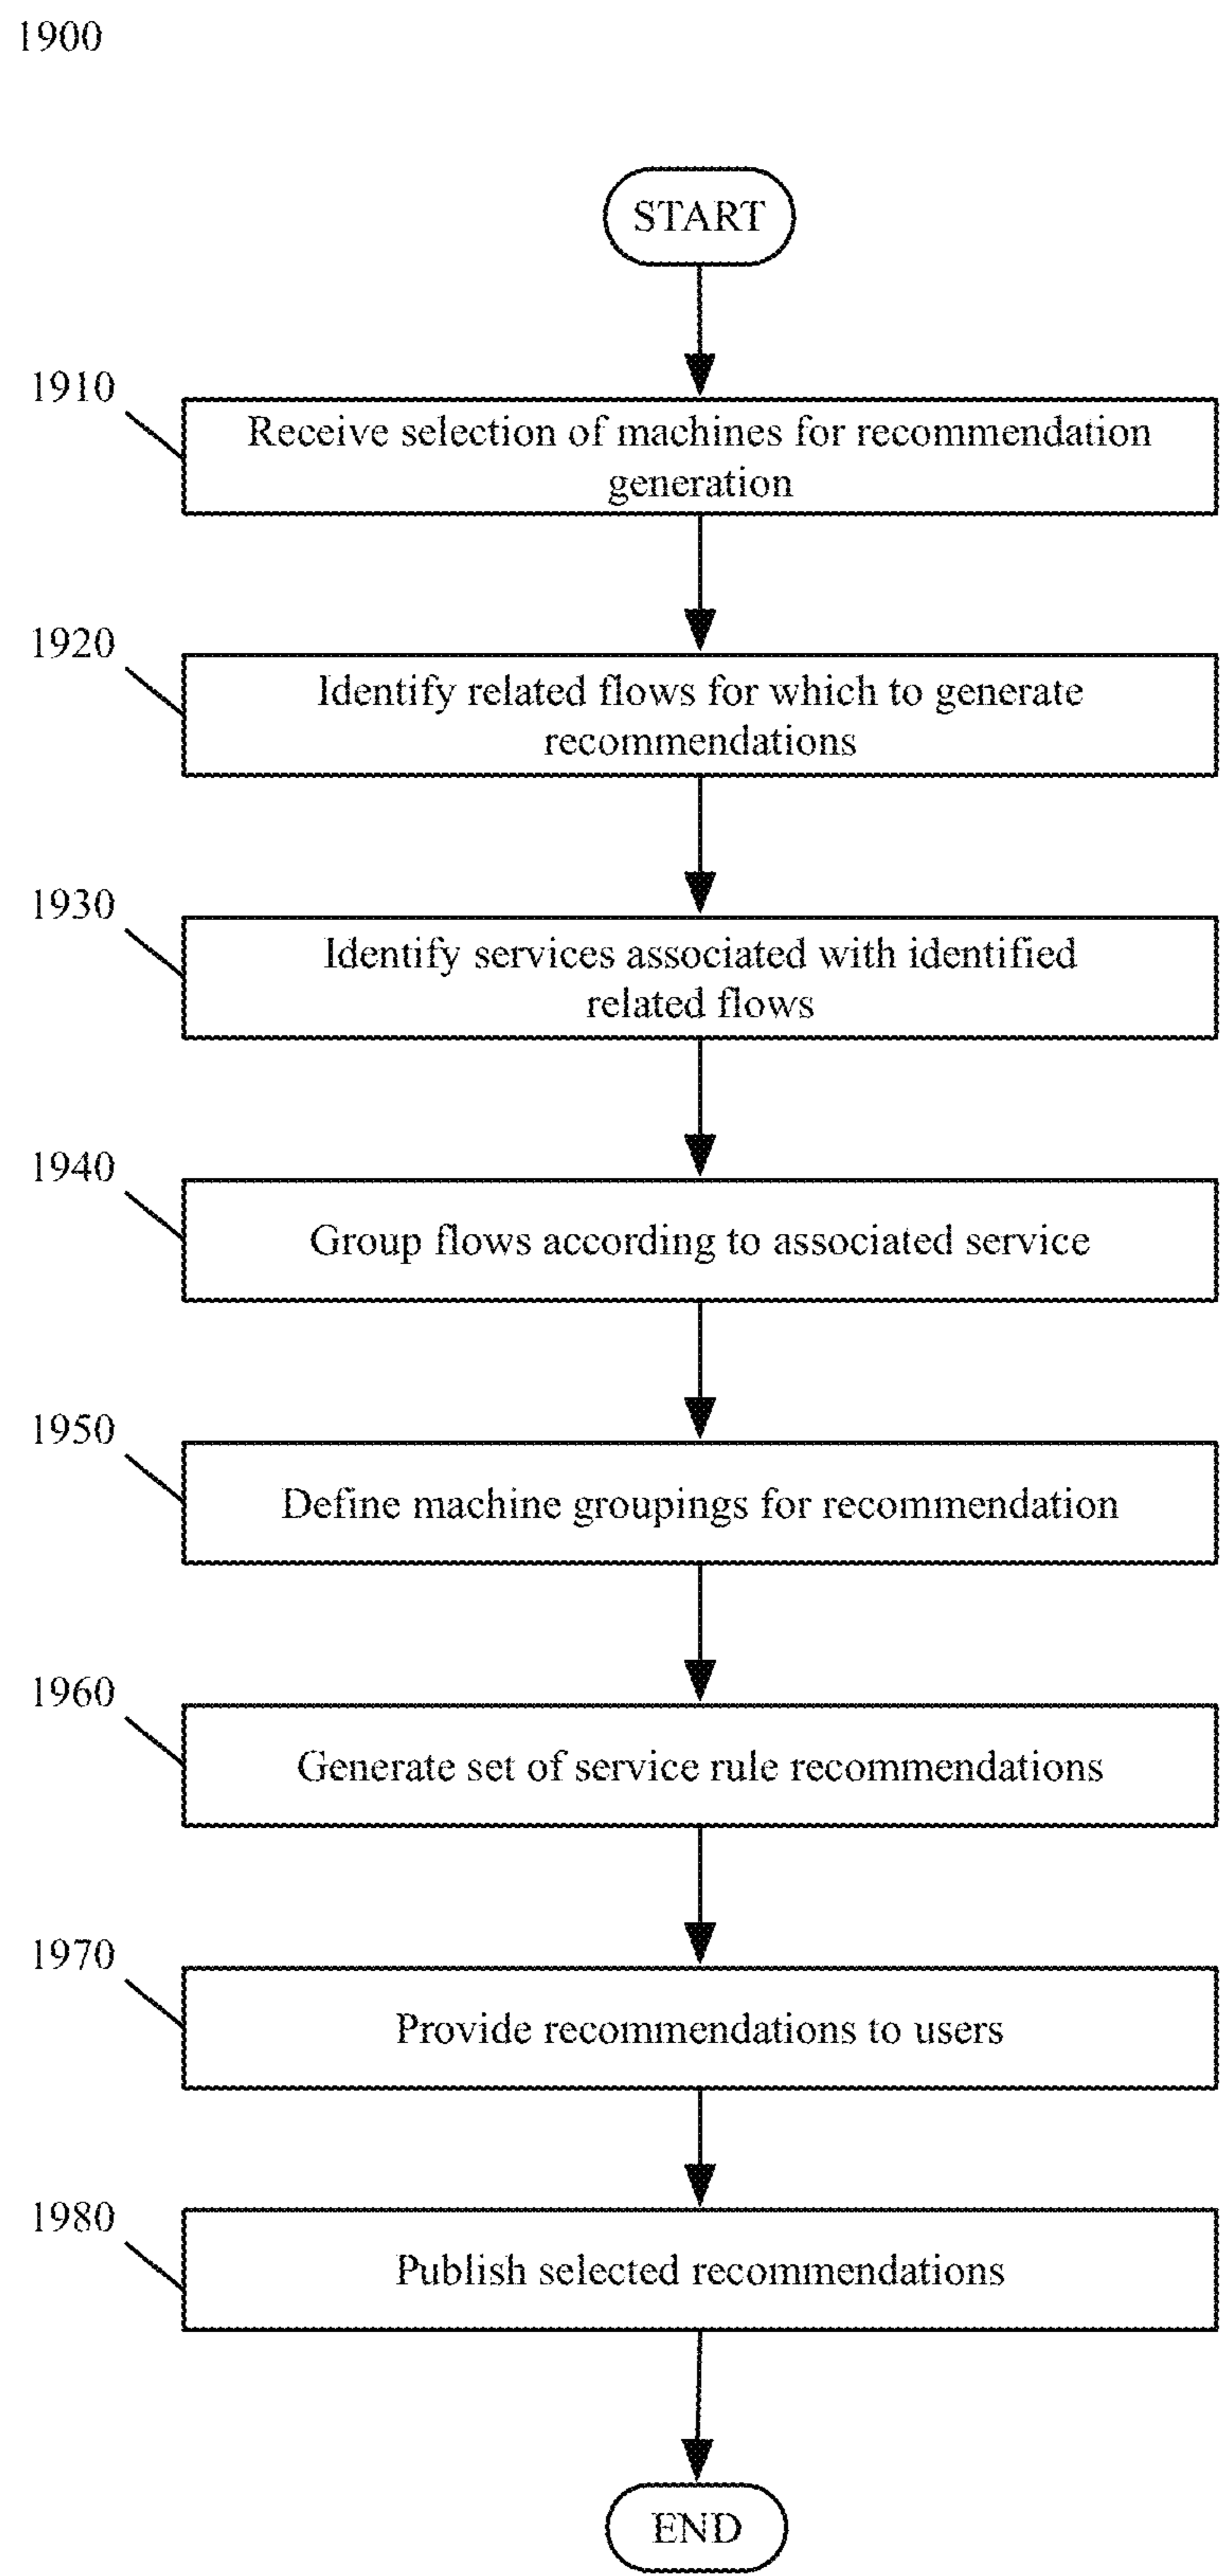 1900
START
1910
Receive selection of machines for recommendation
generation
1920
Identify related flows for which to generate
recommendations
1930
Identify services associated with identified
related flows
1940
Group flows according to associated service
1950
Define machine groupings for recommendation
1960
Generate set of service rule recommendations
1970
Provide recommendations to users
1980
Publish selected recommendations
END